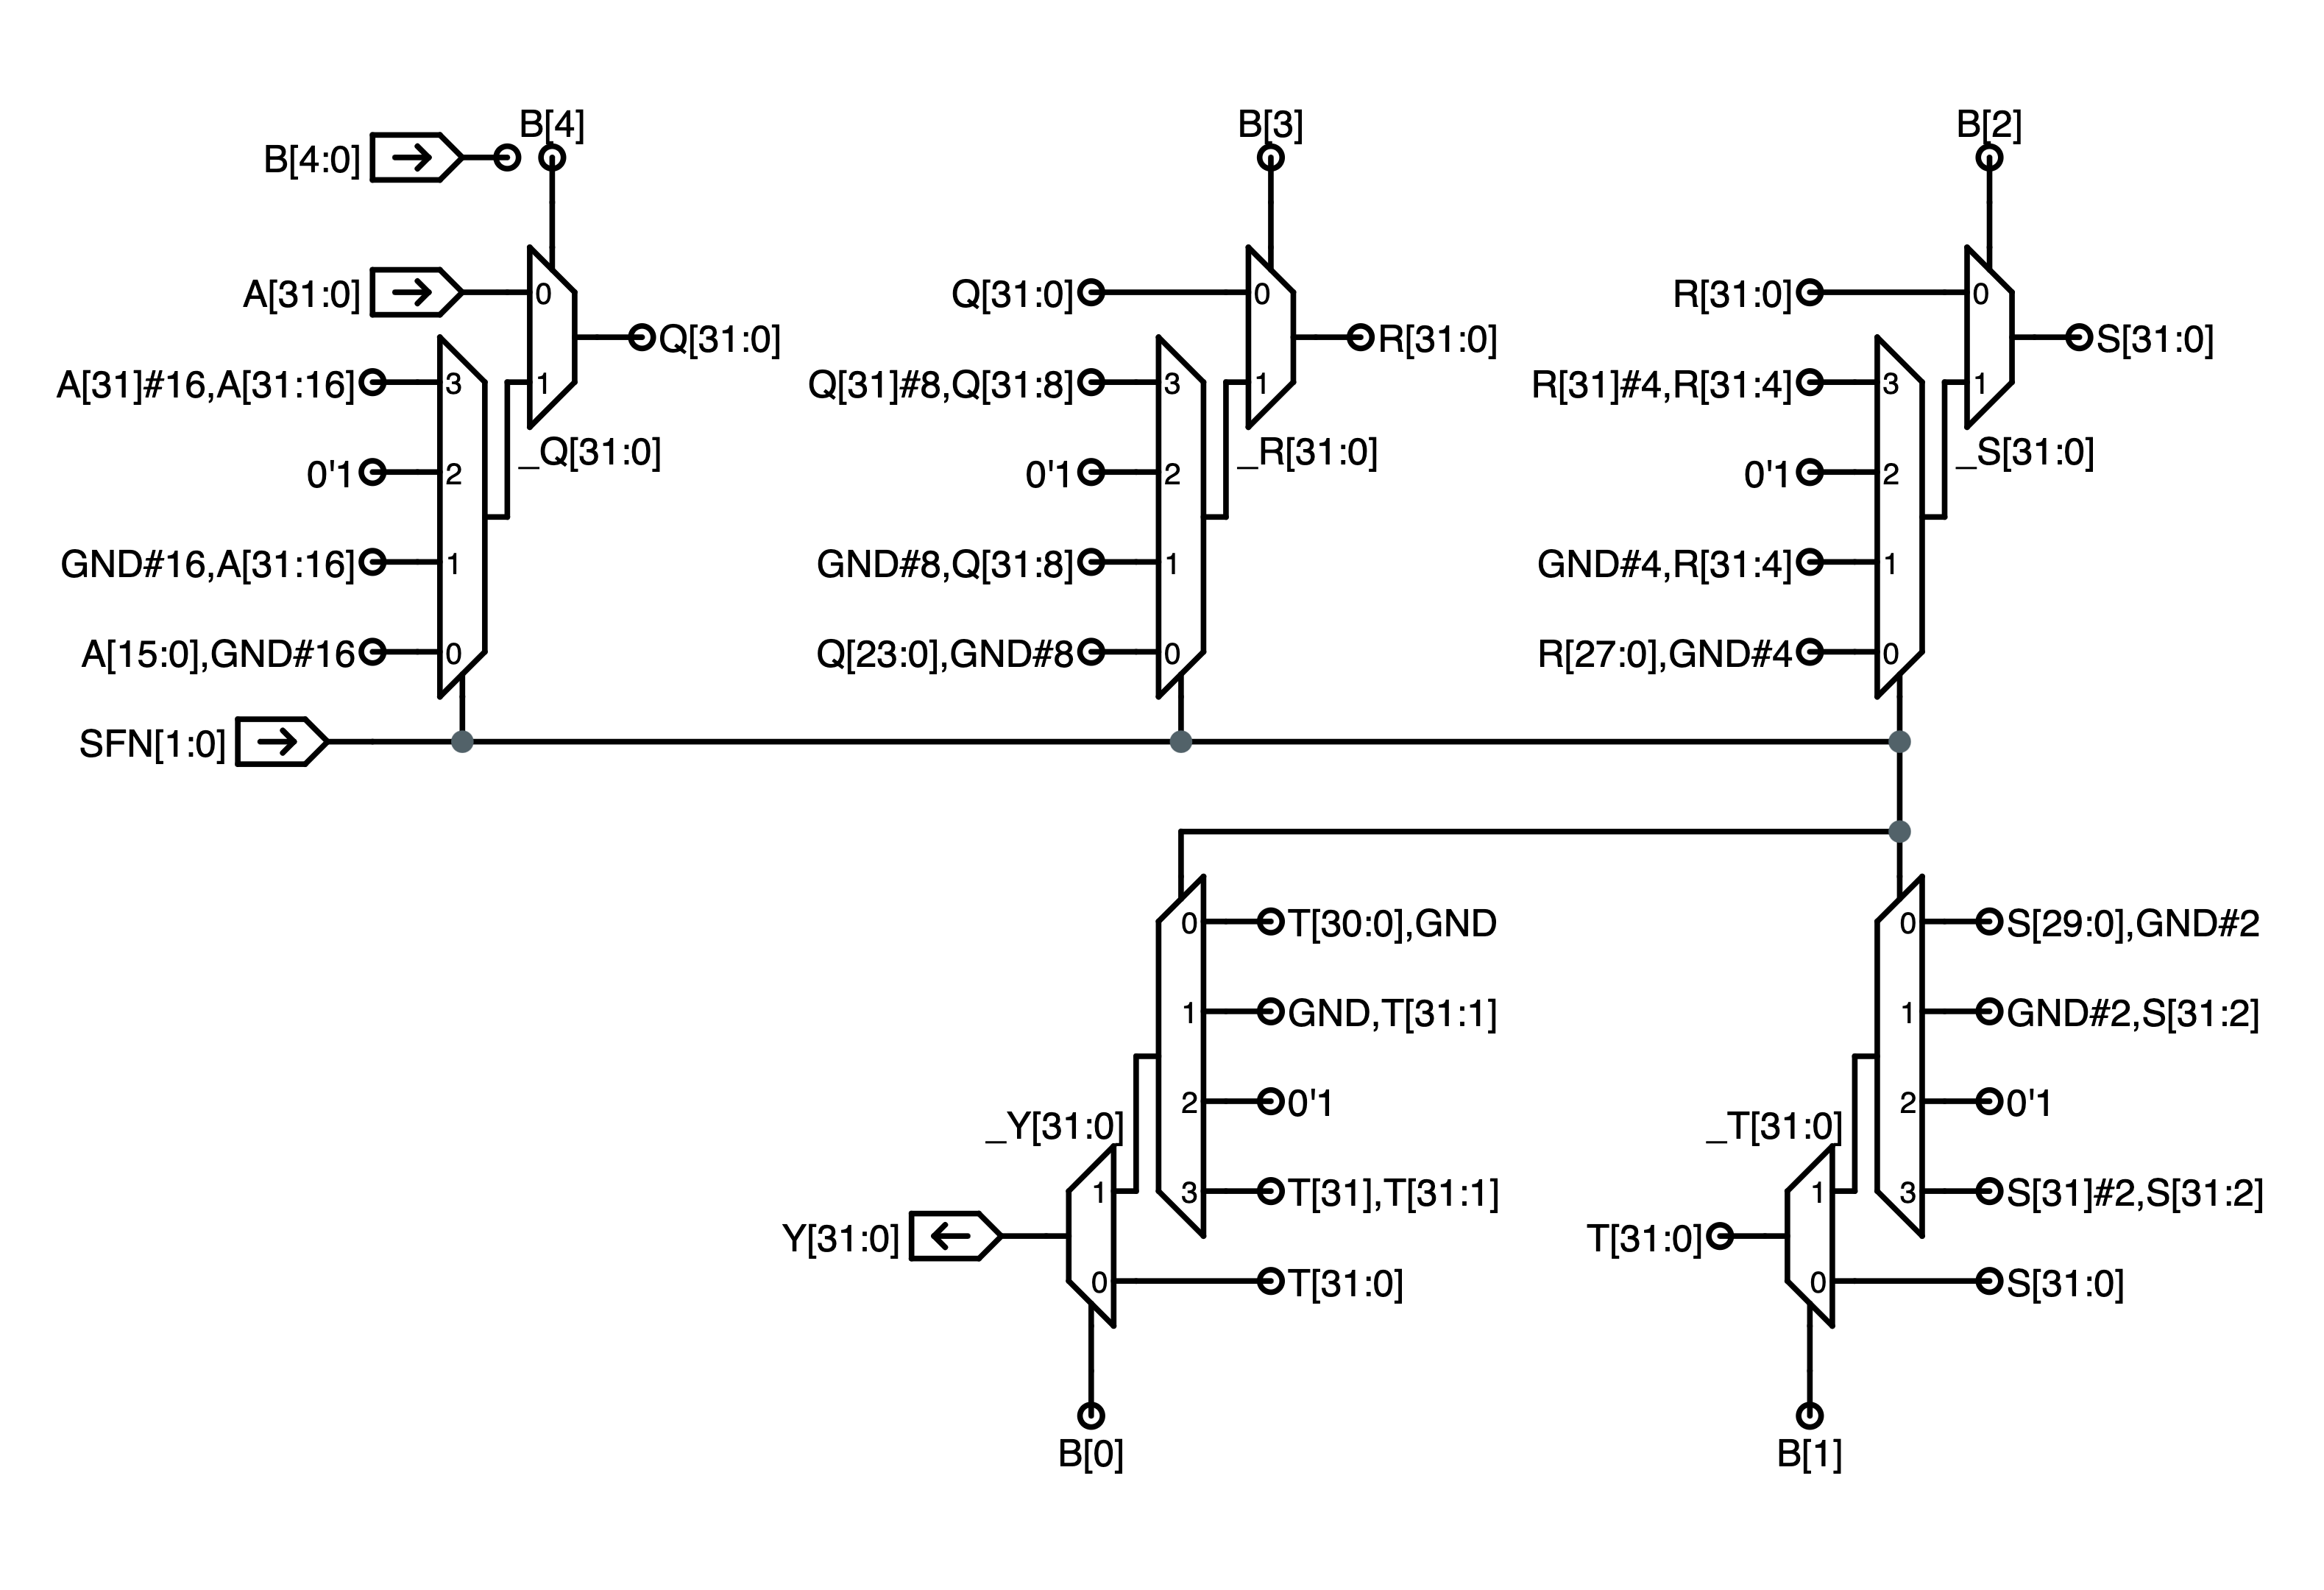 B[4:0]
B[4]
B[3]
B[2]
A[31:0]
0
Q[31:0]
0
R[31:0]
0
Q[31:0]
R[31:0]
S[31:0]
A[31]#16,A[31:16]
3
1
Q[31]#8,Q[31:8]
3
1
R[31]#4,R[31:4]
3
1
_Q[31:0]
_R[31:0]
_S[31:0]
0'1
2
0'1
2
0'1
2
GND#16,A[31:16]
1
GND#8,Q[31:8]
1
GND#4,R[31:4]
1
A[15:0],GND#16
0
Q[23:0],GND#8
0
R[27:0],GND#4
0
SFN[1:0]
0
T[30:0],GND
0
S[29:0],GND#2
1
GND,T[31:1]
1
GND#2,S[31:2]
_Y[31:0]
2
0'1
_T[31:0]
2
0'1
1
3
T[31],T[31:1]
1
3
S[31]#2,S[31:2]
Y[31:0]
T[31:0]
0
T[31:0]
0
S[31:0]
B[0]
B[1]